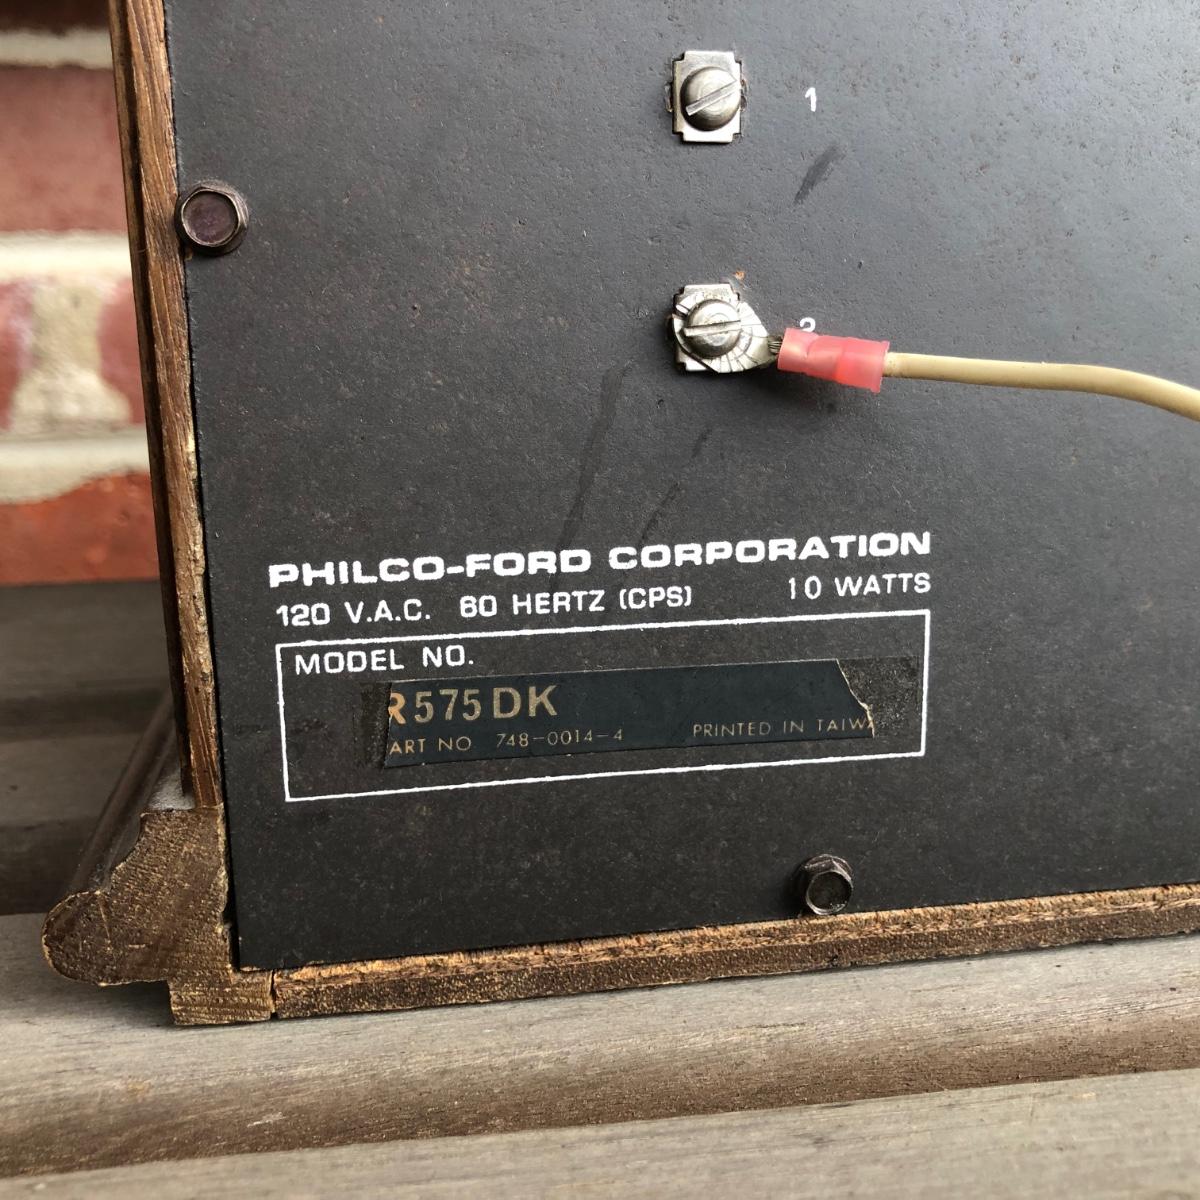 1
2
PHILCO-FORD CORPORATION
120 V.A.C. 60 HERTZ (CPS) 10 WATTS
MODEL NO.
R575DK
ART NO 748-0014-4 PRINTED IN TAIW